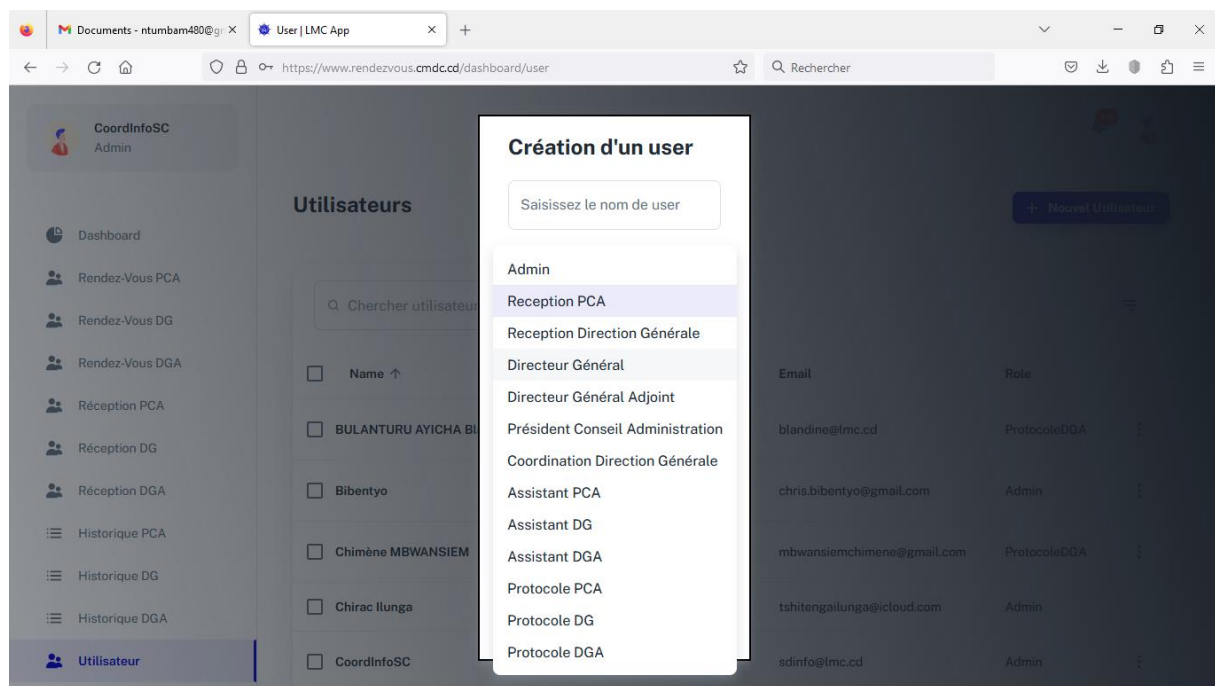 Documents - ntumbam480@g
User | LMC App
https://www.rendezvous.cmdc.cd/dashboard/user
Rechercher
CoordInfoSC
Admin
Dashboard
Rendez-Vous PCA
Rendez-Vous DG
Rendez-Vous DGA
Réception PCA
Réception DG
Réception DGA
Historique PCA
Historique DG
Historique DGA
Utilisateur
Utilisateurs
+ Nouvel Utilisateur
Chercher utilisateur
Name ↑
Email
Role
BULANTURU AYICHA
blandine@lmc.cd
ProtocoleDGA
Bibentyo
chris.bibentyo@gmail.com
Admin
Chimène MBWANSIEM
mbwansiemchimene@gmail.com
ProtocoleDGA
Chirac Ilunga
tshitengailunga@icloud.com
Admin
CoordInfoSC
sdinfo@lmc.cd
Admin
Création d'un user
Saisissez le nom de user
Admin
Reception PCA
Reception Direction Générale
Directeur Général
Directeur Général Adjoint
Président Conseil Administration
Coordination Direction Générale
Assistant PCA
Assistant DG
Assistant DGA
Protocole PCA
Protocole DG
Protocole DGA